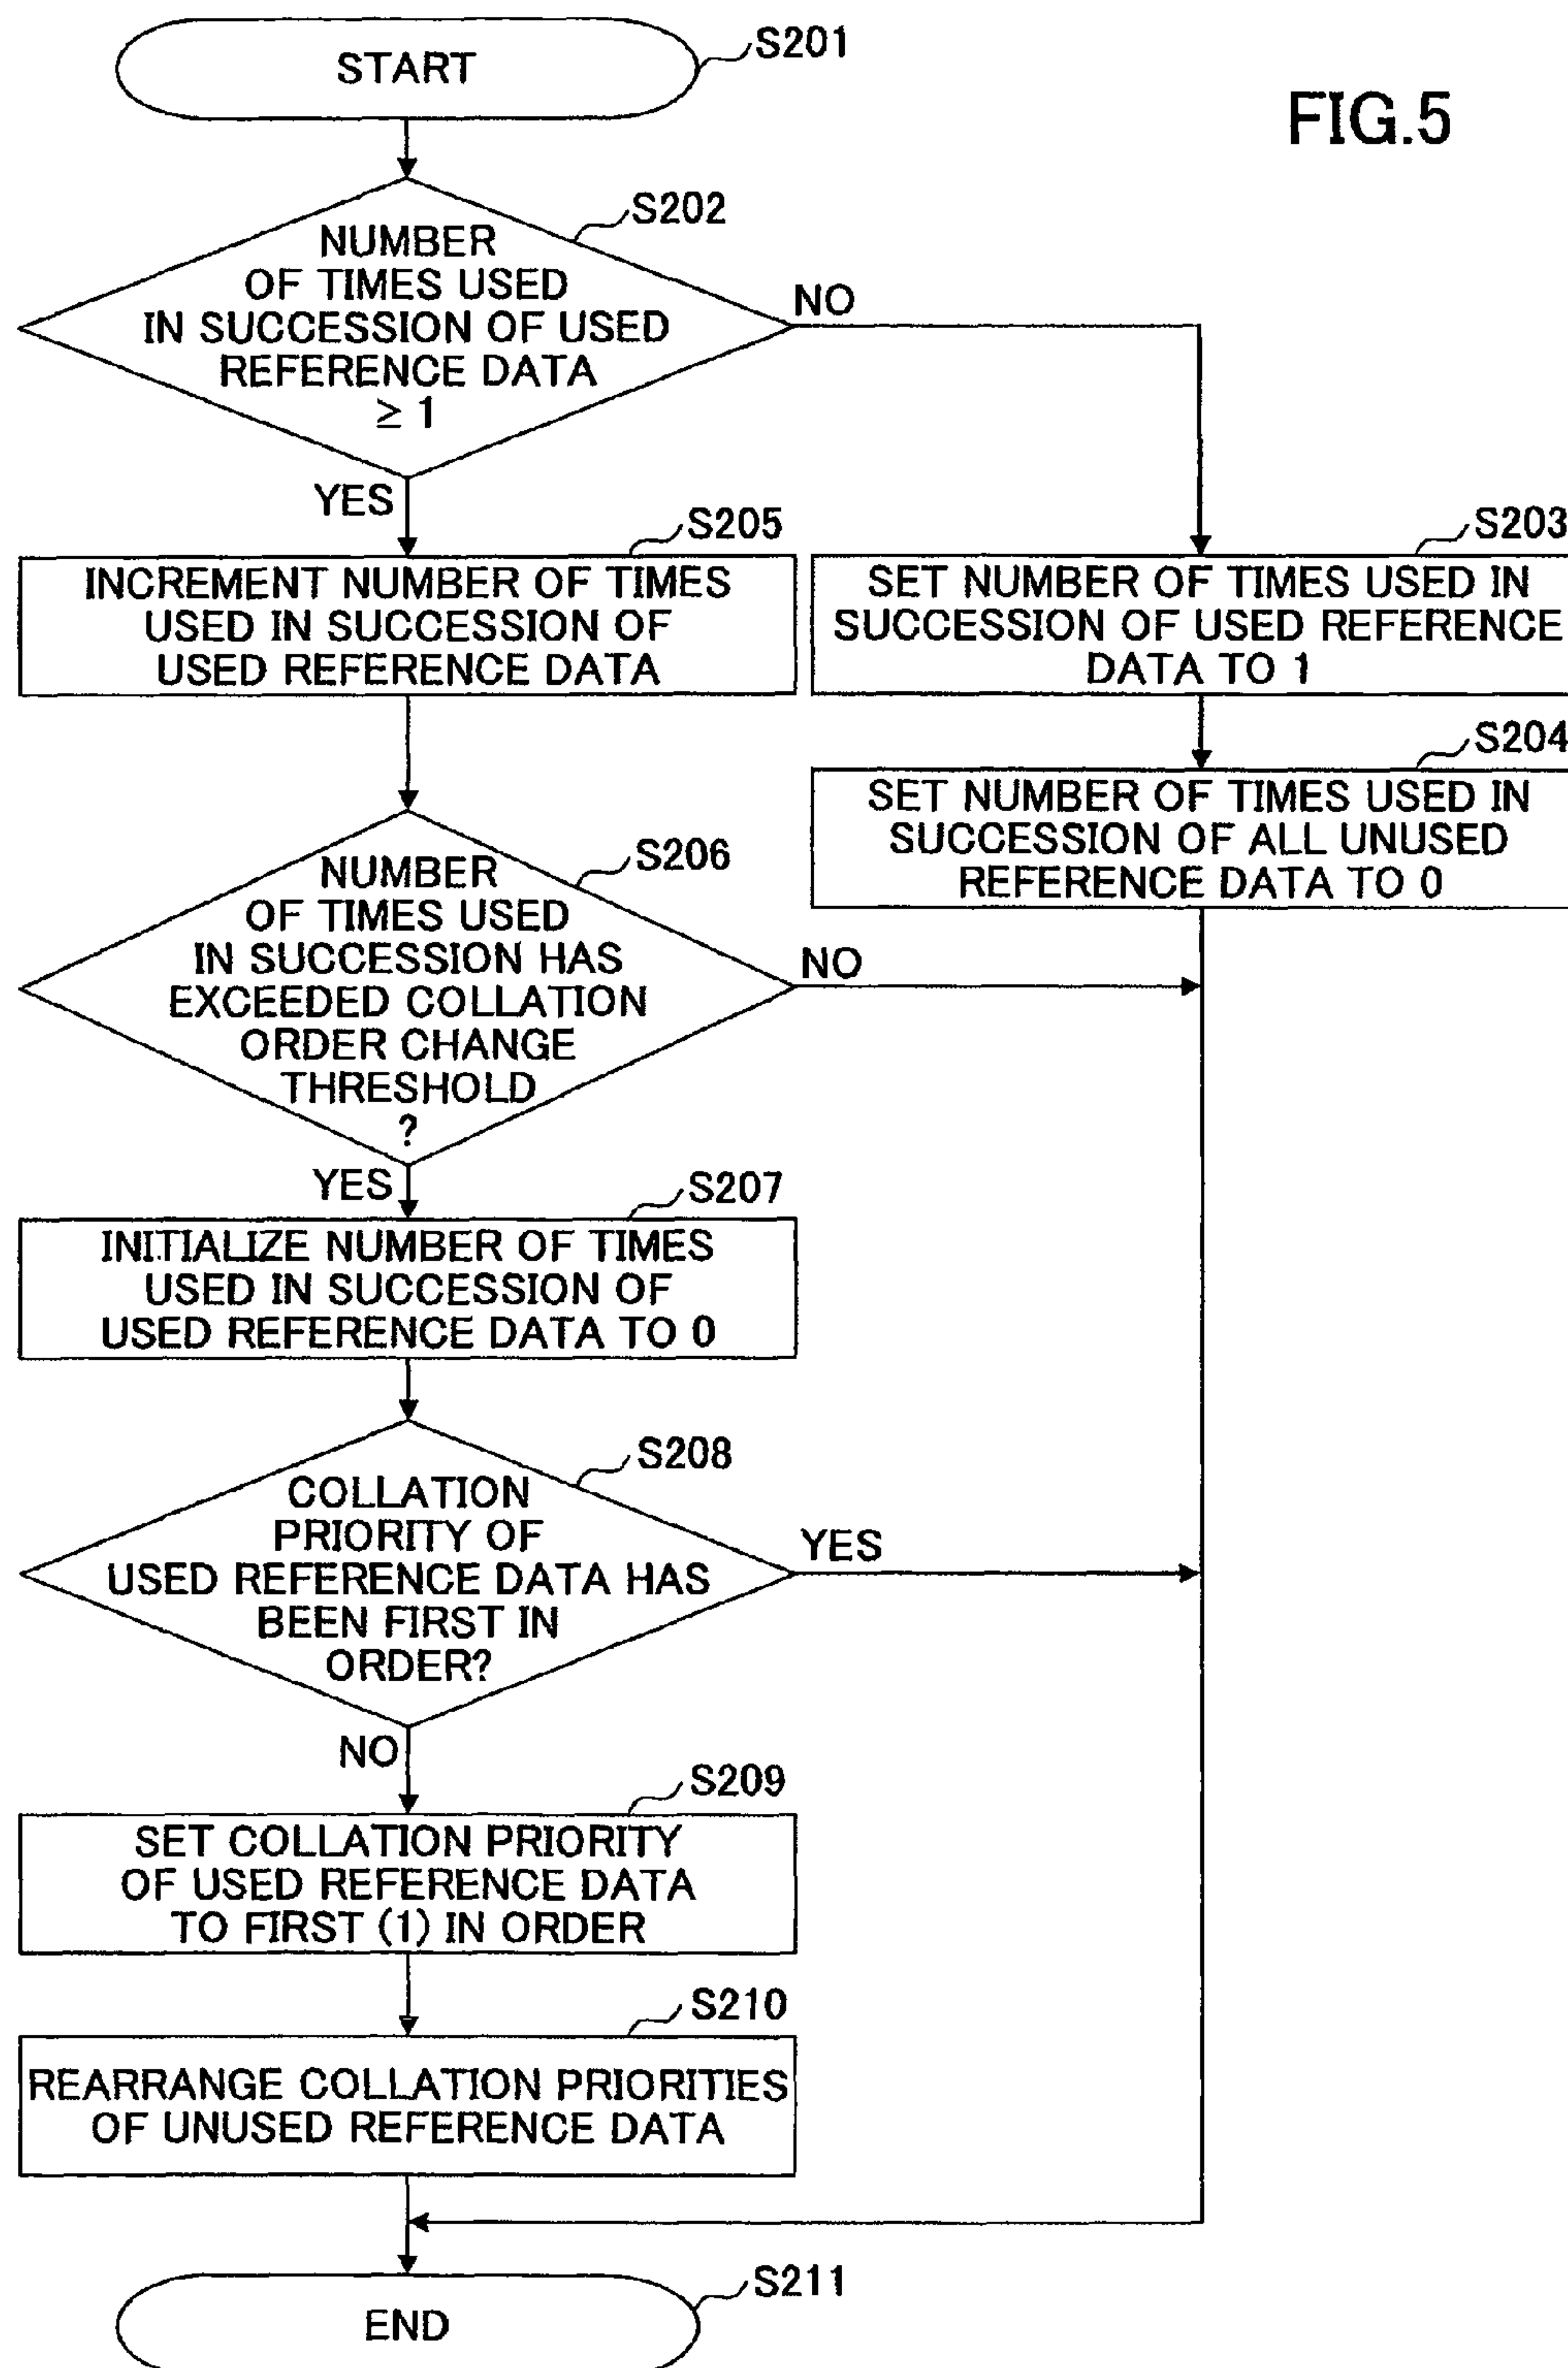 START
S201
FIG.5
S202
NUMBER
OF TIMES USED
IN SUCCESSION OF USED
REFERENCE DATA
≥ 1
NO
YES
S205
INCREMENT NUMBER OF TIMES
USED IN SUCCESSION OF
USED REFERENCE DATA
S203
SET NUMBER OF TIMES USED IN
SUCCESSION OF USED REFERENCE
DATA TO 1
S204
SET NUMBER OF TIMES USED IN
SUCCESSION OF ALL UNUSED
REFERENCE DATA TO 0
S206
NUMBER
OF TIMES USED
IN SUCCESSION HAS
EXCEEDED COLLATION
ORDER CHANGE
THRESHOLD
?
NO
YES
S207
INITIALIZE NUMBER OF TIMES
USED IN SUCCESSION OF
USED REFERENCE DATA TO 0
S208
COLLATION
PRIORITY OF
USED REFERENCE DATA HAS
BEEN FIRST IN
ORDER?
YES
NO
S209
SET COLLATION PRIORITY
OF USED REFERENCE DATA
TO FIRST (1) IN ORDER
S210
REARRANGE COLLATION PRIORITIES
OF UNUSED REFERENCE DATA
S211
END